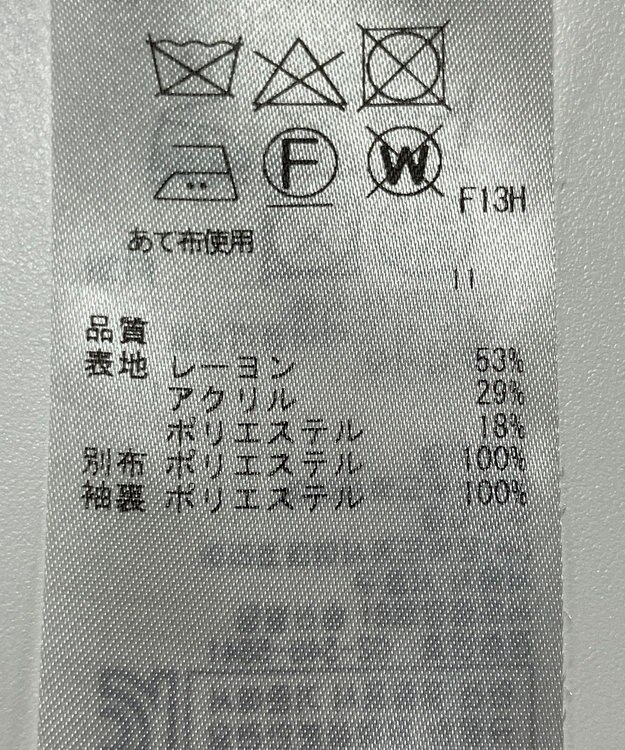 F W F13H
あて布使用
11
品質
表地 レーヨン 53%
アクリル 29%
ポリエステル 18%
別布 ポリエステル 100%
袖裏 ポリエステル 100%